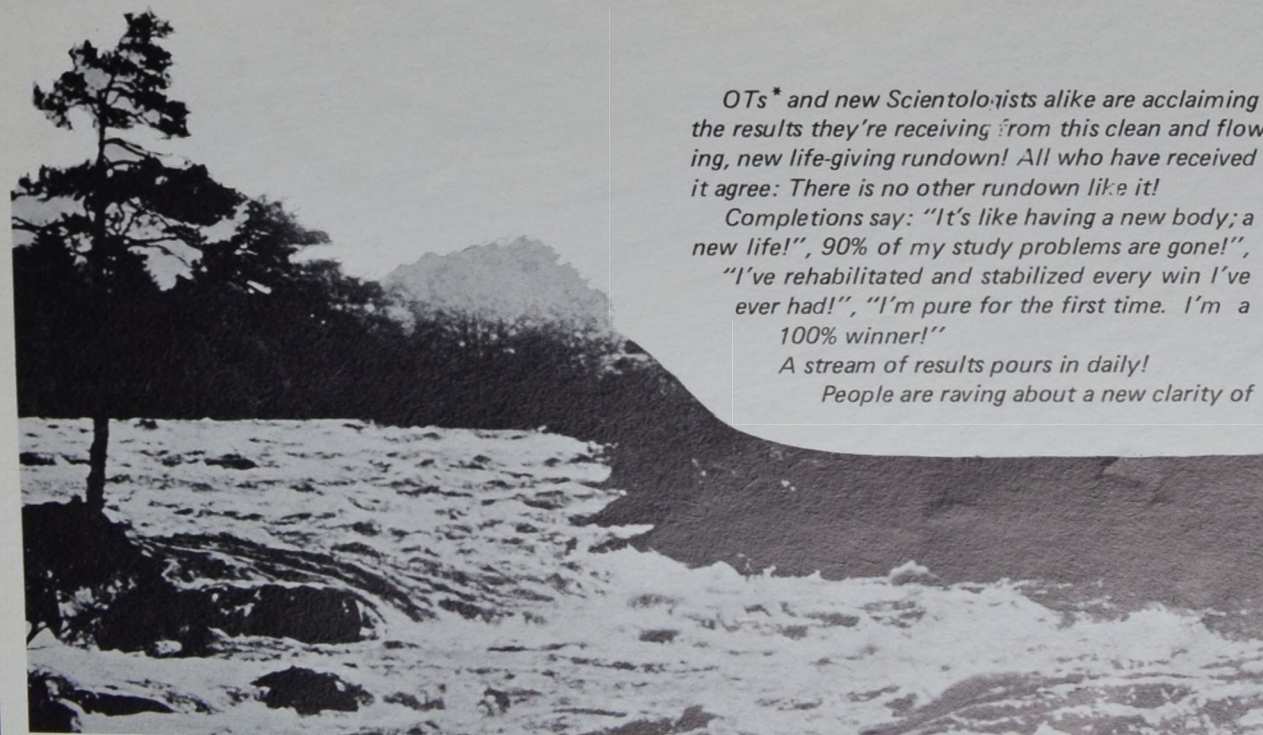 OTs* and new Scientologists alike are acclaiming
the results they're receiving from this clean and flow
ing, new life-giving rundown! All who have received
it agree: There is no other rundown like it!
Completions say: "It's like having a new body; a
new life!", 90% of my study problems are gone!",
"I've rehabilitated and stabilized every win I've
ever had!", "I'm pure for the first time. I'm a
100% winner!"
A stream of results pours in daily!
People are raving about a new clarity of